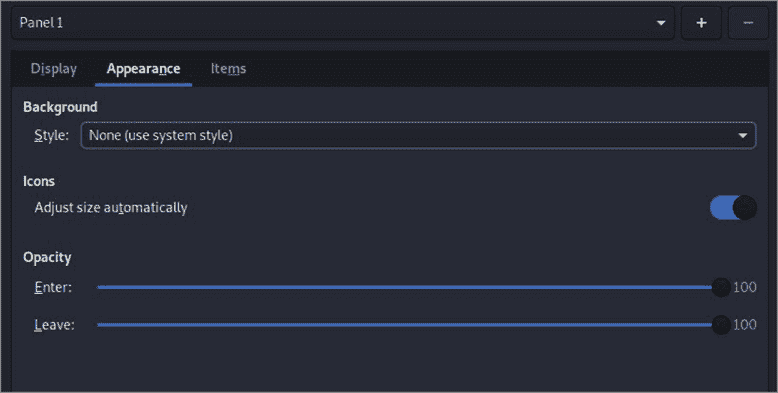 Panel 1
+ −
Display Appearance Items
Background
Style: None (use system style)
Icons
Adjust size automatically
Opacity
Enter: 100
Leave: 100